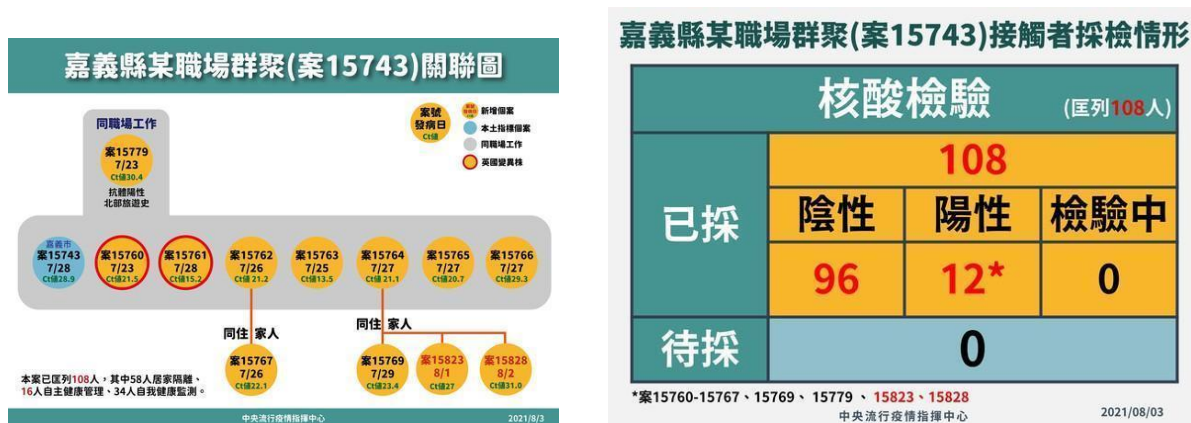 嘉義縣某職場群聚(案15743)關聯圖
案號
發病日
Ct值
新增個案
本土指標個案
同職場工作
英國變異株
同職場工作
案15779
7/23
Ct值30.4
抗體陽性
北部旅遊史
嘉義市
案15743
7/28
Ct值28.9
案15760
7/23
Ct值21.5
案15761
7/28
Ct值15.2
案15762
7/26
Ct值 21.2
案15763
7/25
Ct值13.5
案15764
7/27
Ct值 21.1
案15765
7/27
Ct值20.7
案15766
7/27
Ct值29.3
同住 家人
案15767
7/26
Ct值22.1
同住 家人
案15769
7/29
Ct值23.4
案15823
8/1
Ct值27
案15828
8/2
Ct值31.0
本案已匡列108人，其中58人居家隔離、
16人自主健康管理、34人自我健康監測。
中央流行疫情指揮中心
2021/8/3
嘉義縣某職場群聚(案15743)接觸者採檢情形
核酸檢驗 (匡列108人)
已採
108
陰性 陽性 檢驗中
96 12* 0
待採 0
*案15760-15767、15769、 15779 、 15823、15828
中央流行疫情指揮中心
2021/08/03